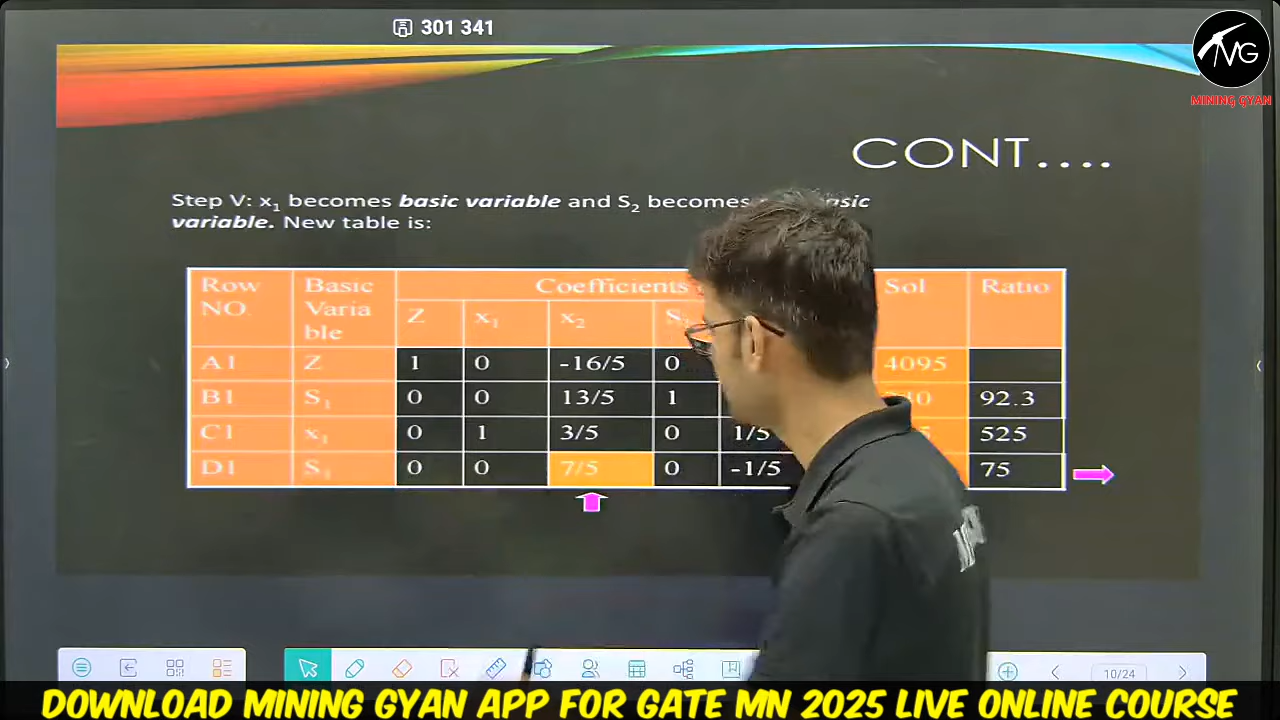 301 341
MG
MINING GYAN
CONT....
Step V: x₁ becomes basic variable and S₂ becomes
variable. New table is:
Row NO. | Basic Varia ble | Coefficients | Sol | Ratio
Z | x₁ | x₂
A1 | Z | 1 | 0 | -16/5 | 0 | 4095
B1 | S₁ | 0 | 0 | 13/5 | 1 | 92.3
C1 | x₁ | 0 | 1 | 3/5 | 0 | 1/5 | 525
D1 | 0 | 0 | 7/5 | 0 | -1/5 | 75
10/24
DOWNLOAD MINING GYAN APP FOR GATE MN 2025 LIVE ONLINE COURSE